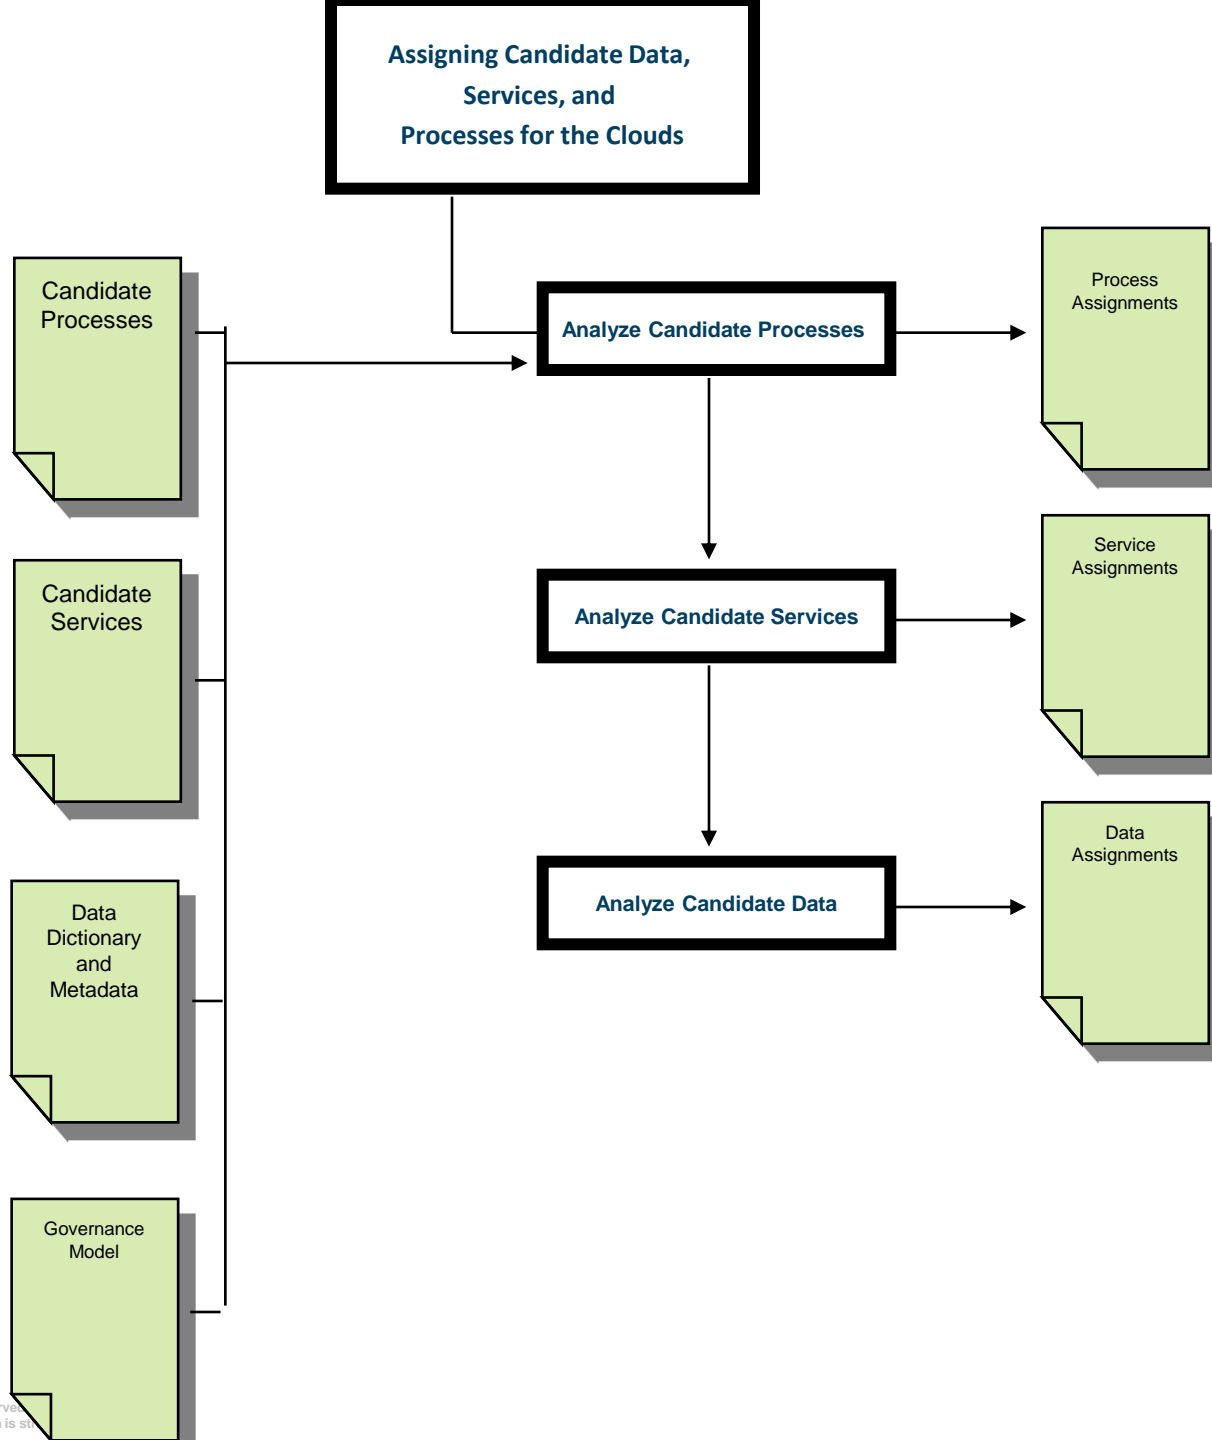 Assigning Candidate Data,
Services, and
Processes for the Clouds
Candidate
Processes
Analyze Candidate Processes
Process
Assignments
Candidate
Services
Analyze Candidate Services
Service
Assignments
Data
Dictionary
and
Metadata
Analyze Candidate Data
Data
Assignments
Governance
Model
is